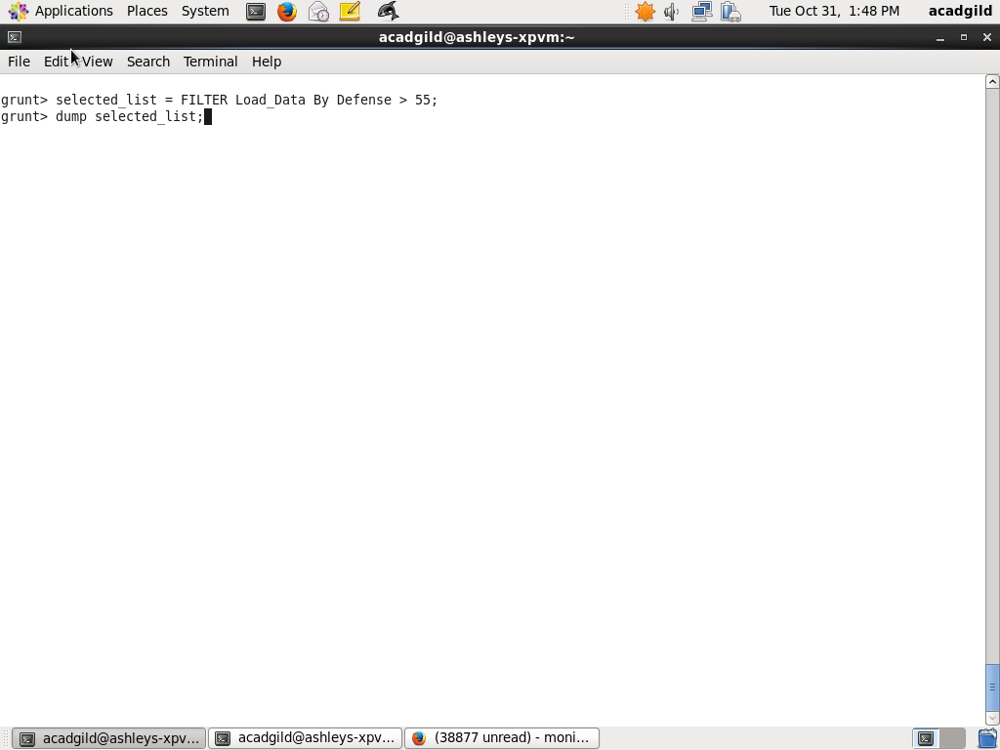 Applications Places System Tue Oct 31, 1:48 PM acadgild
acadgild@ashleys-xpvm:~
File Edit View Search Terminal Help
grunt> selected_list = FILTER Load_Data By Defense > 55;
grunt> dump selected_list;
acadgild@ashleys-xpv... acadgild@ashleys-xpv... (38877 unread) - moni...